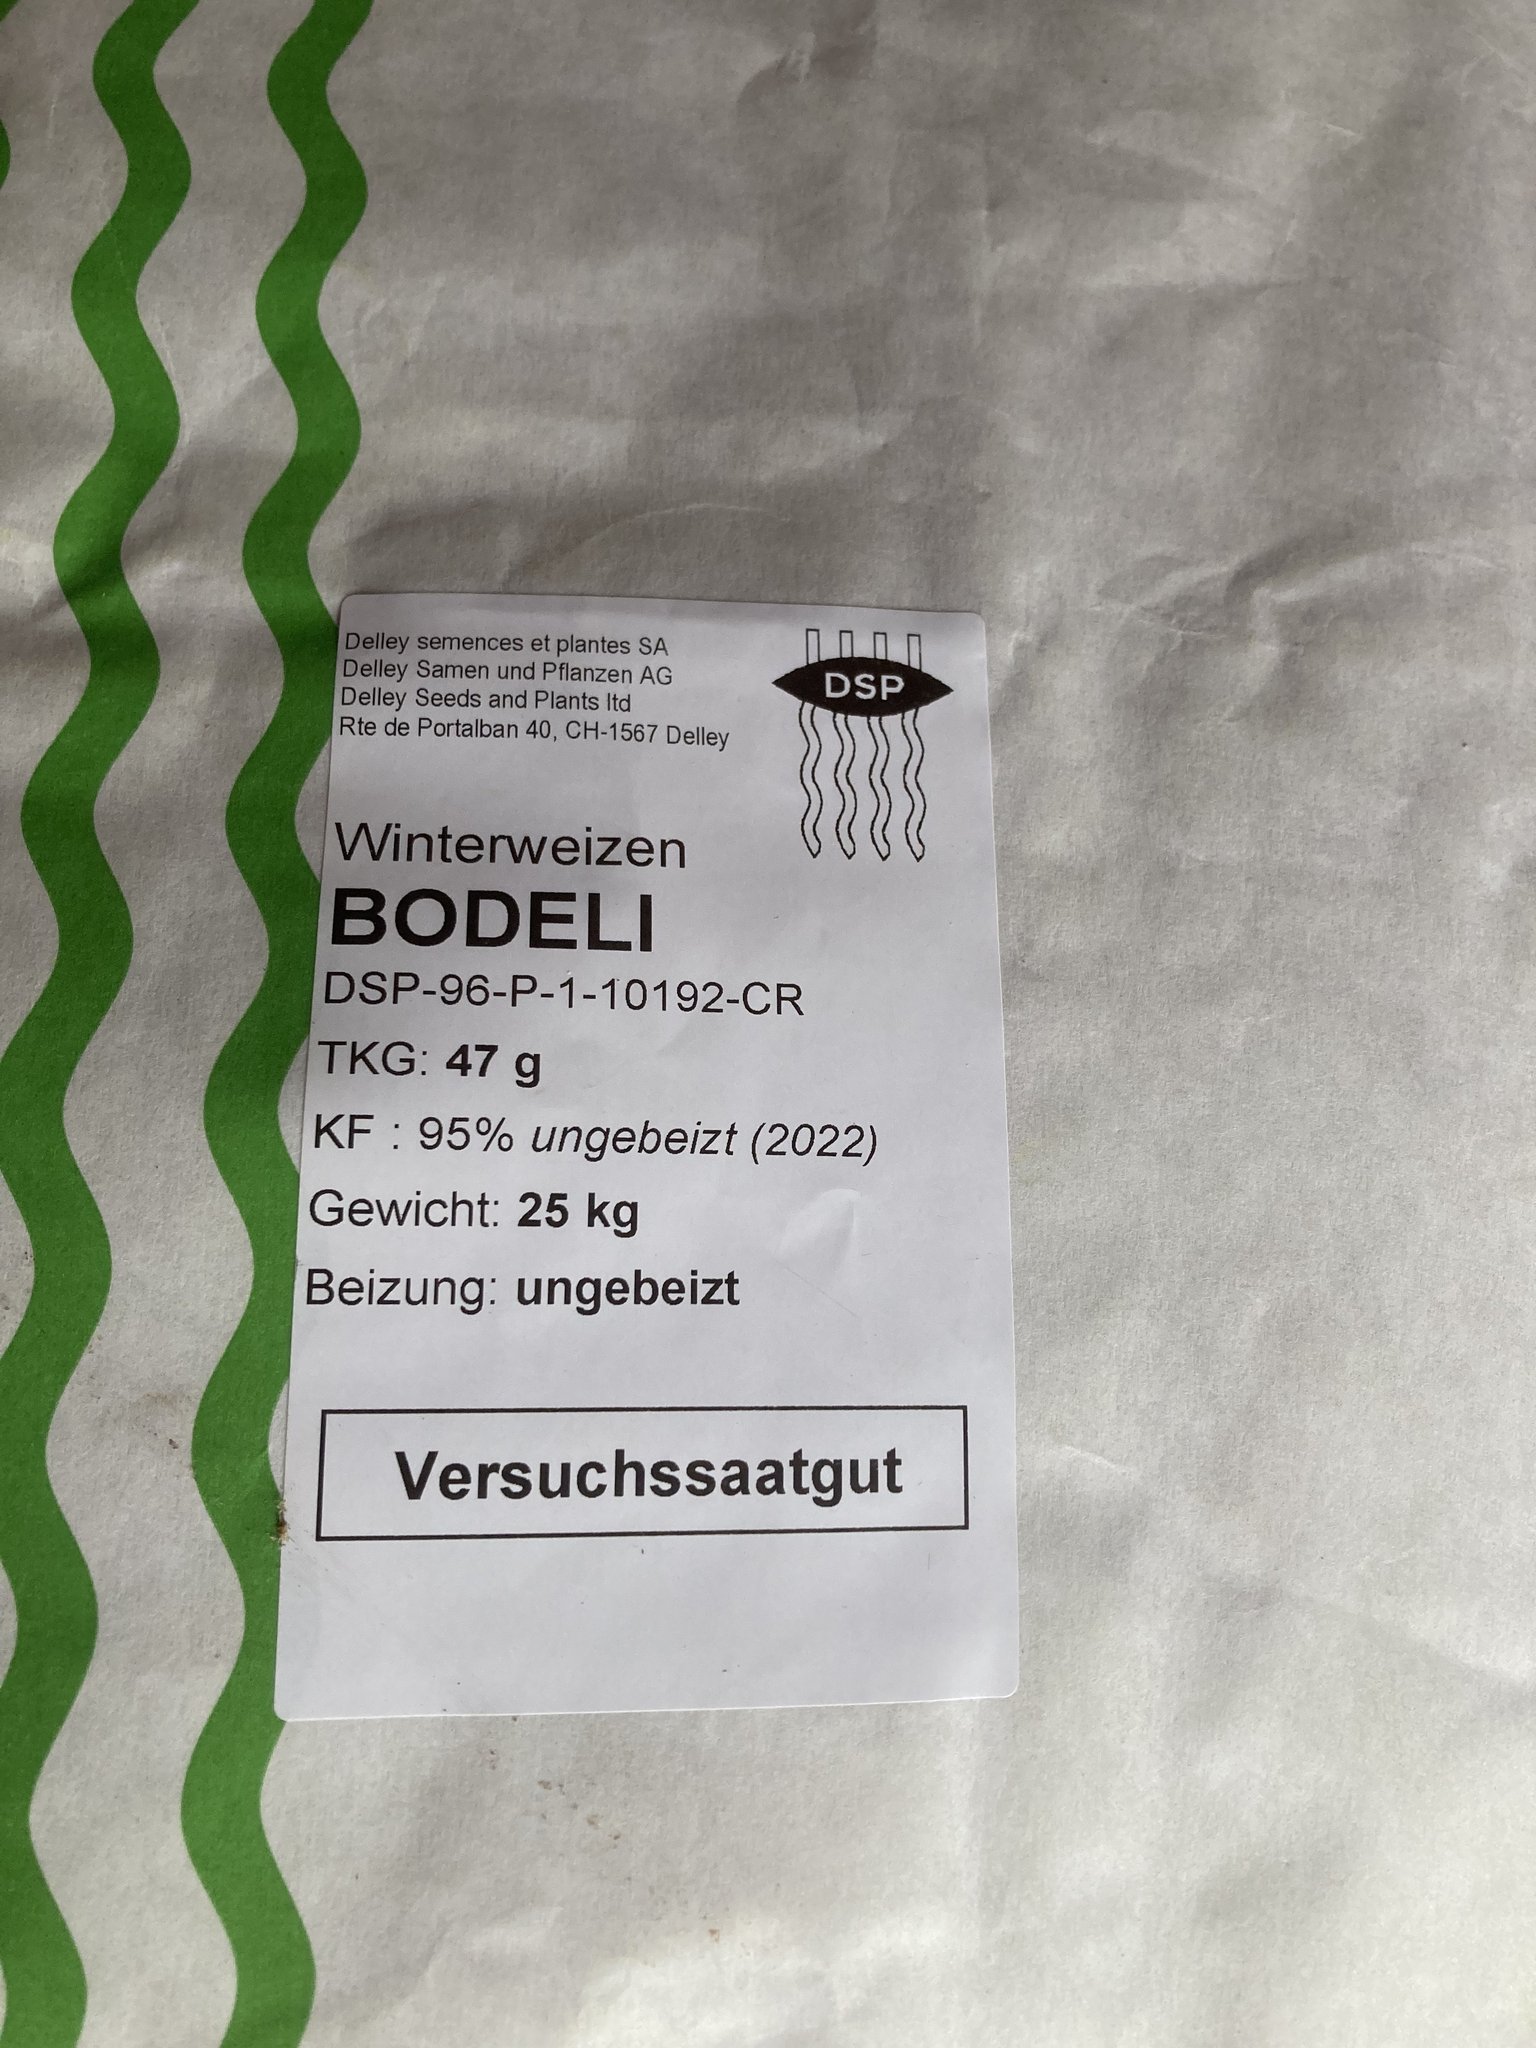 Delley semences et plantes SA
Delley Samen und Pflanzen AG
Delley Seeds and Plants ltd
Rte de Portalban 40, CH-1567 Delley
DSP
Winterweizen
BODELI
DSP-96-P-1-10192-CR
TKG: 47 g
KF : 95% ungebeizt (2022)
Gewicht: 25 kg
Beizung: ungebeizt
Versuchssaatgut